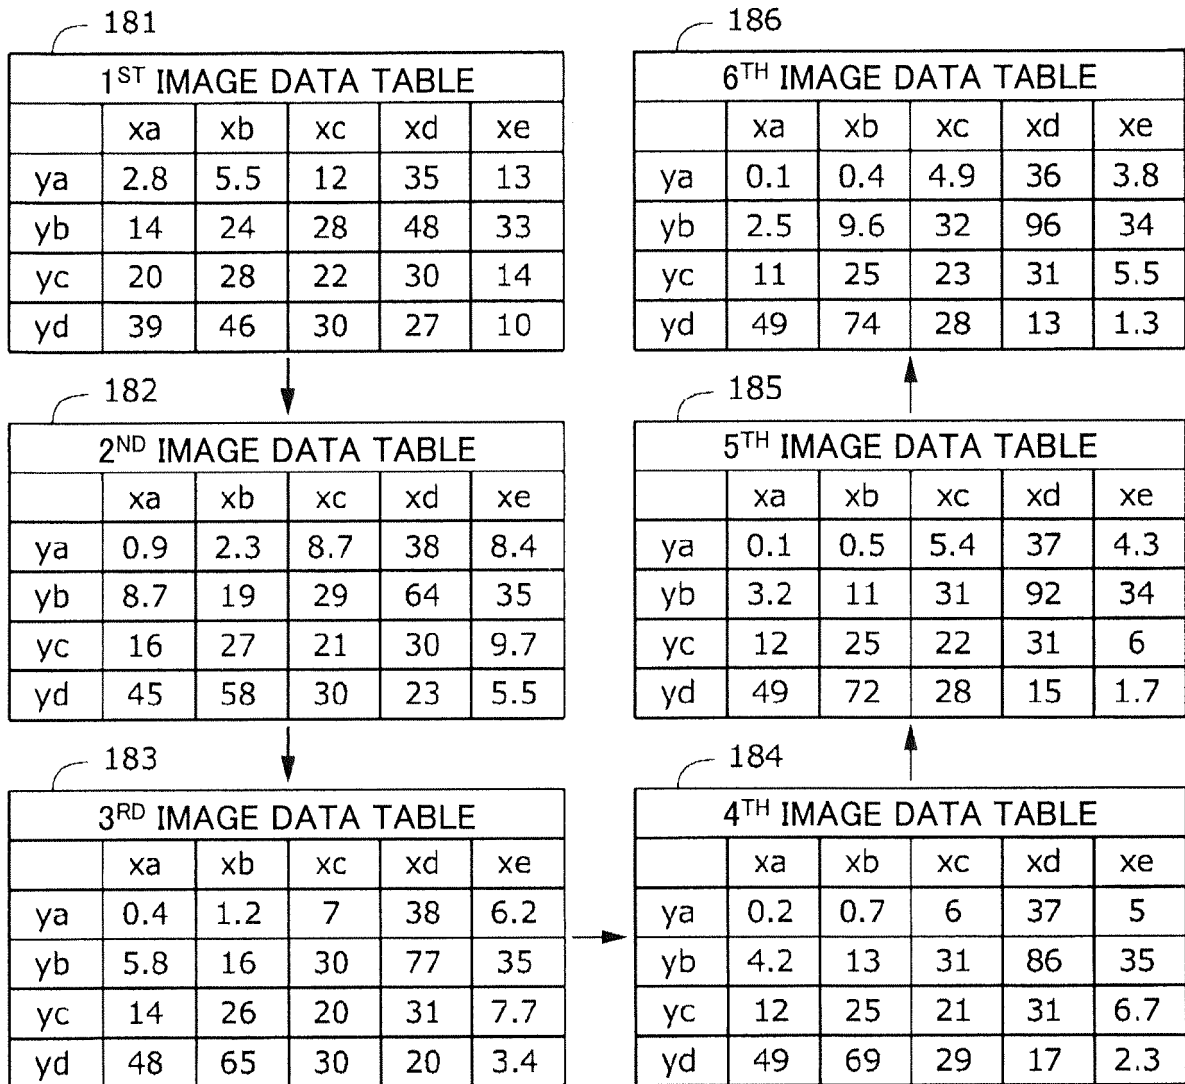 181
1ST IMAGE DATA TABLE
xa xb xc xd xe
ya 2.8 5.5 12 35 13
yb 14 24 28 48 33
yc 20 28 22 30 14
yd 39 46 30 27 10
182
2ND IMAGE DATA TABLE
xa xb xc xd xe
ya 0.9 2.3 8.7 38 8.4
yb 8.7 19 29 64 35
yc 16 27 21 30 9.7
yd 45 58 30 23 5.5
183
3RD IMAGE DATA TABLE
xa xb xc xd xe
ya 0.4 1.2 7 38 6.2
yb 5.8 16 30 77 35
yc 14 26 20 31 7.7
yd 48 65 30 20 3.4
184
4TH IMAGE DATA TABLE
xa xb xc xd xe
ya 0.2 0.7 6 37 5
yb 4.2 13 31 86 35
yc 12 25 21 31 6.7
yd 49 69 29 17 2.3
185
5TH IMAGE DATA TABLE
xa xb xc xd xe
ya 0.1 0.5 5.4 37 4.3
yb 3.2 11 31 92 34
yc 12 25 22 31 6
yd 49 72 28 15 1.7
186
6TH IMAGE DATA TABLE
xa xb xc xd xe
ya 0.1 0.4 4.9 36 3.8
yb 2.5 9.6 32 96 34
yc 11 25 23 31 5.5
yd 49 74 28 13 1.3